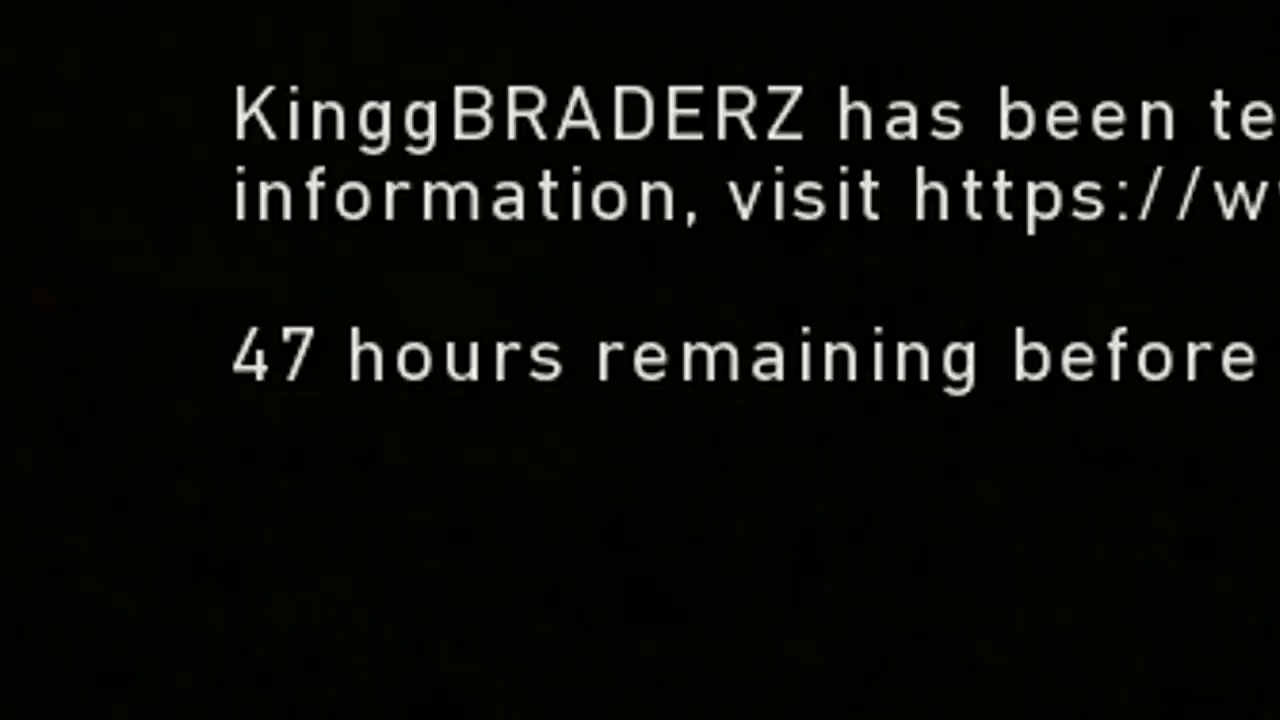 KinggBRADERZ has been te
information, visit https://w
47 hours remaining before